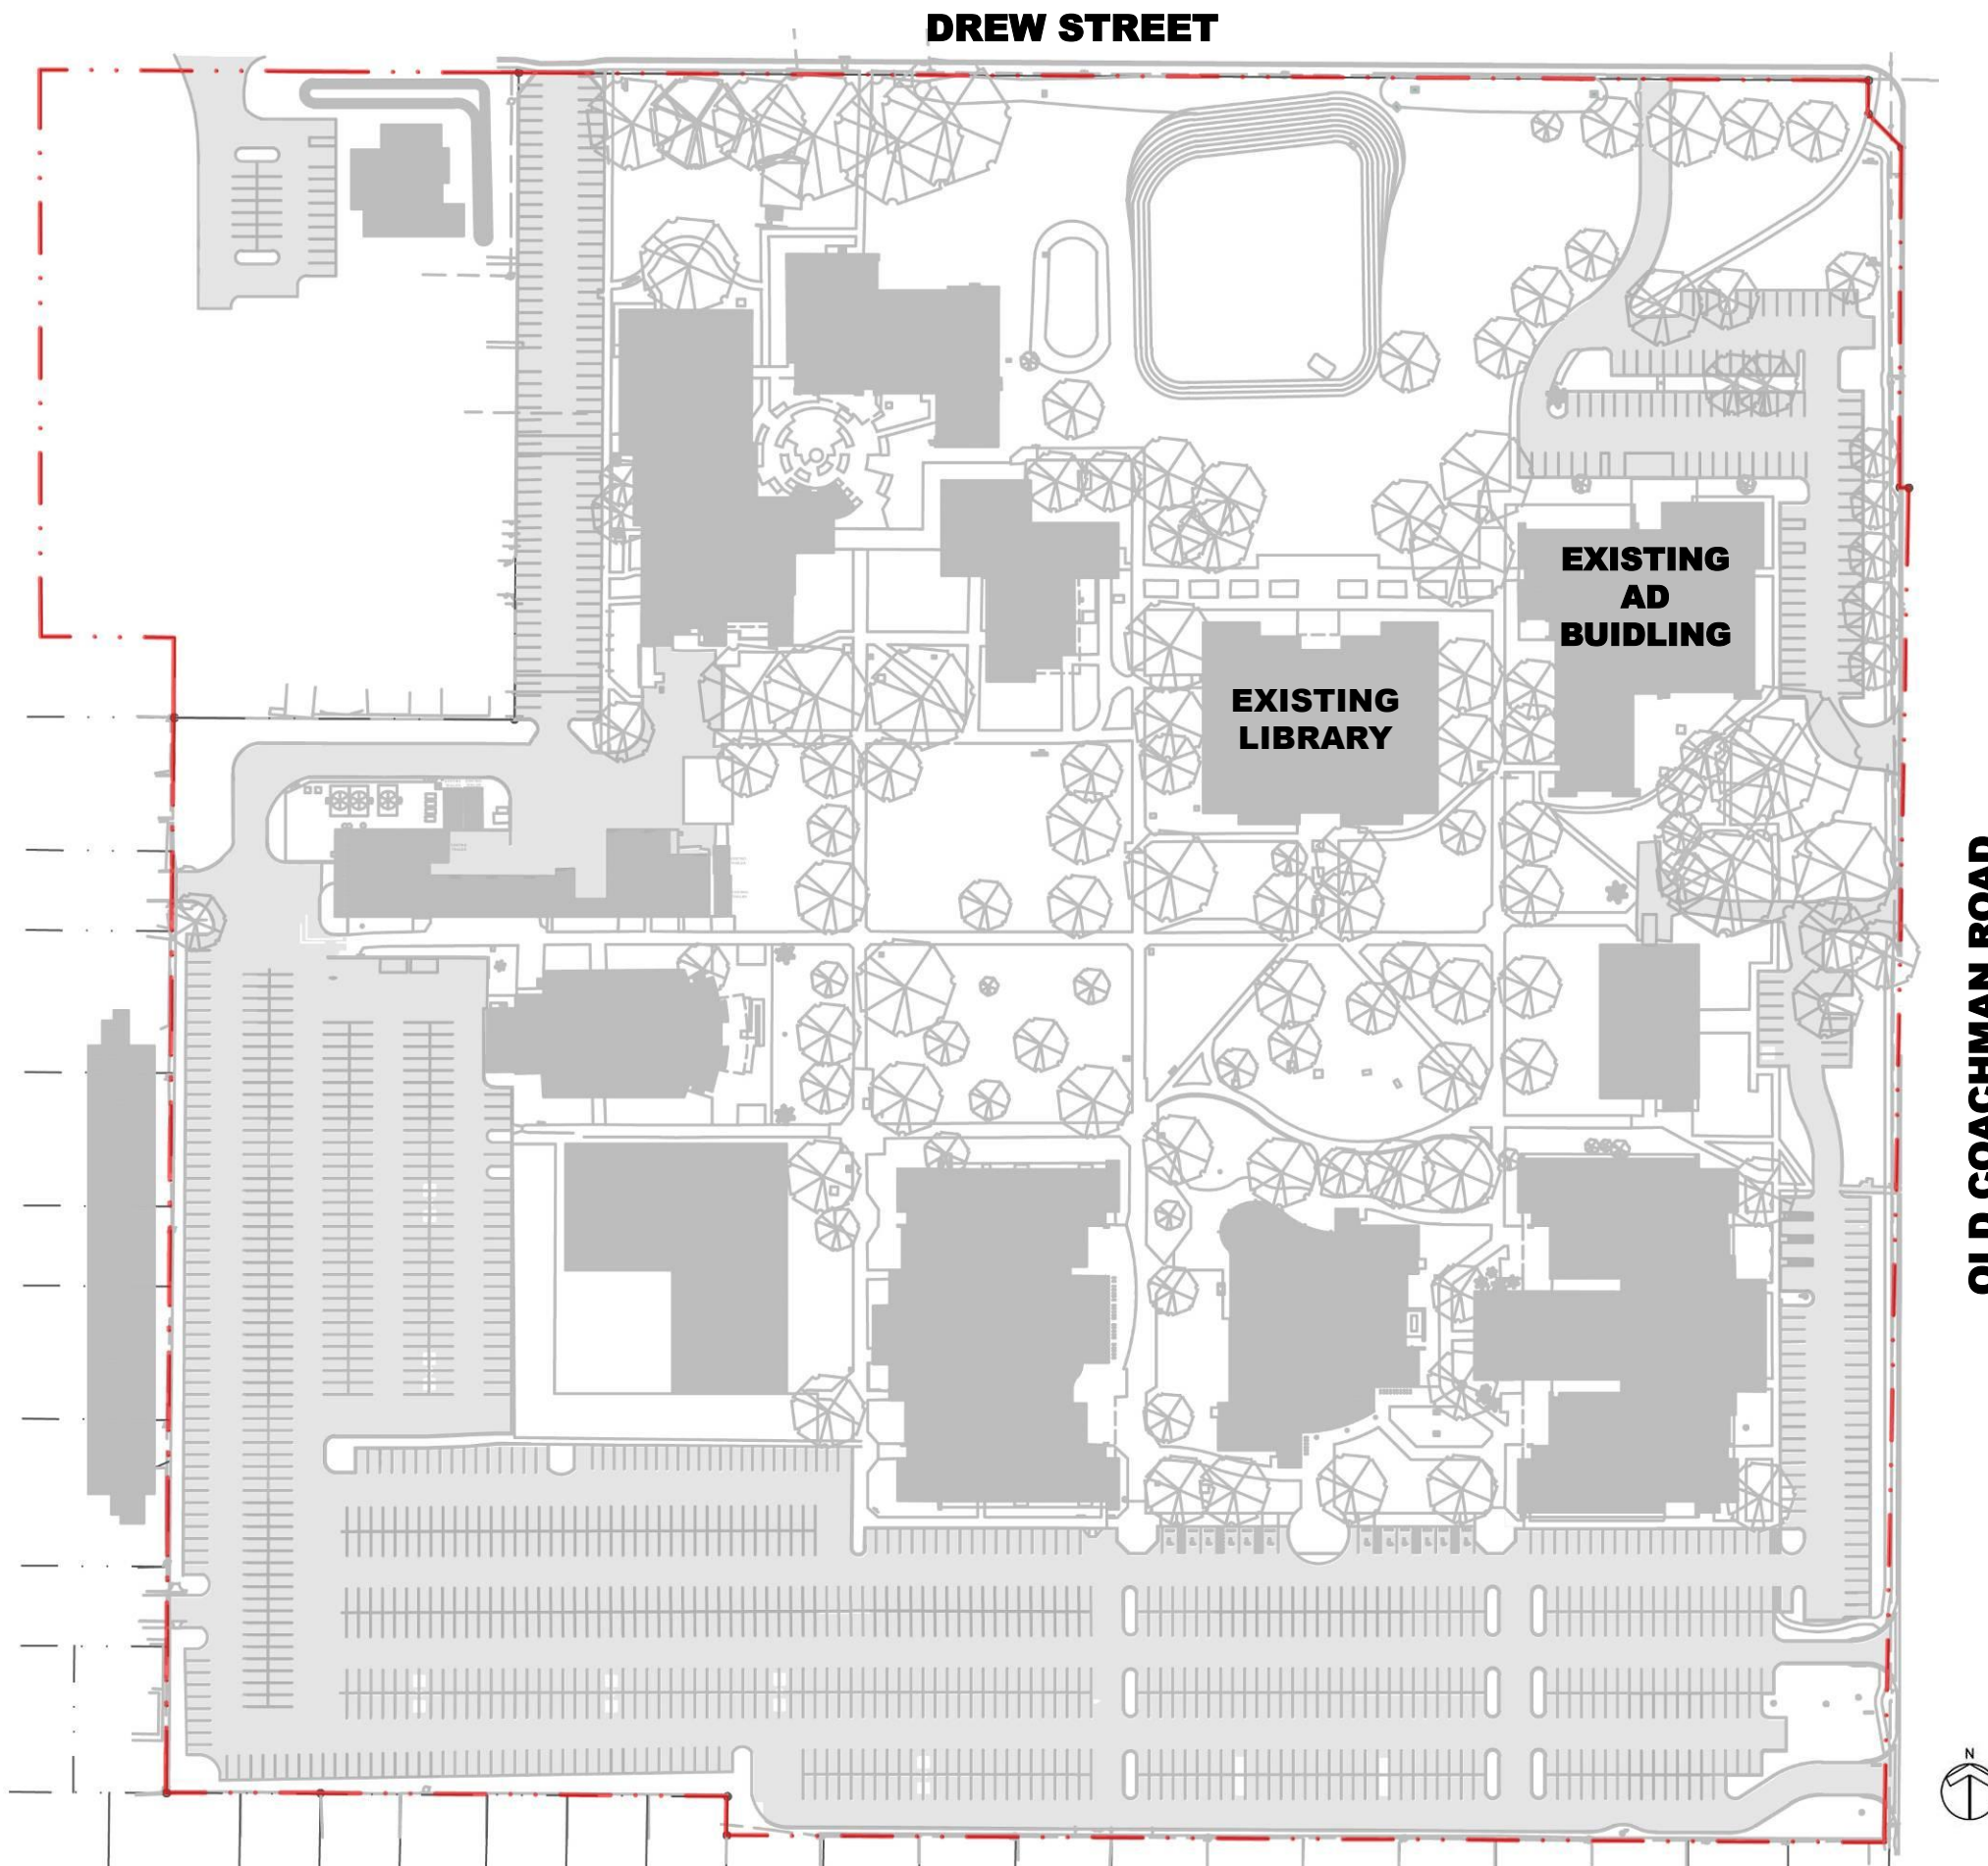 DREW STREET
EXISTING
AD
BUIDLING
EXISTING
LIBRARY
OLD COACHMAN ROAD
N